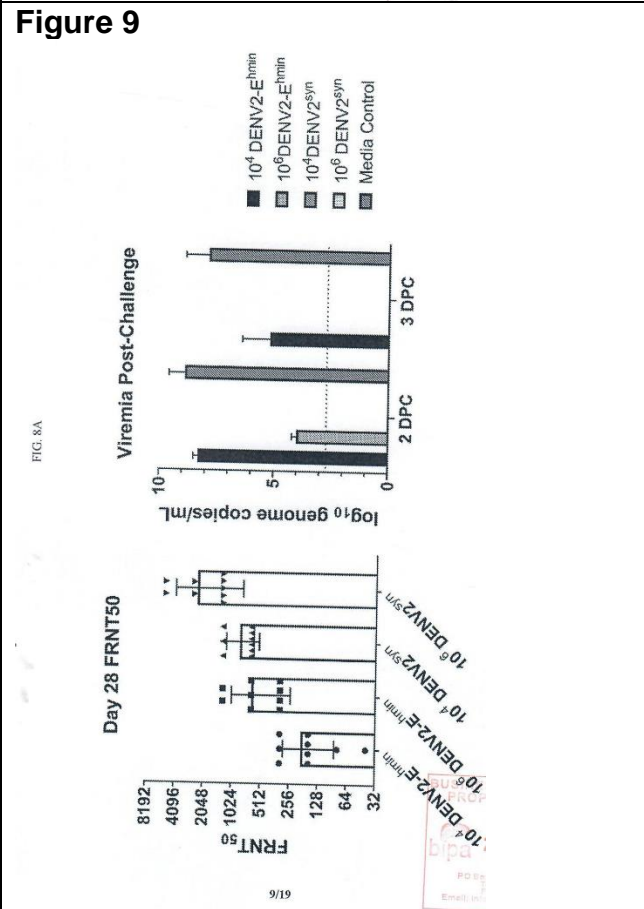 Figure 9
FIG. 8A
Day 28 FRNT50
FRNT50
8192
4096
2048
1024
512
256
128
64
32
10⁴ DENV2-Eʰᵐⁱⁿ
10⁶ DENV2-Eʰᵐⁱⁿ
10⁴ DENV2ˢʸⁿ
10⁶ DENV2ˢʸⁿ
Viremia Post-Challenge
log₁₀ genome copies/mL
10
5
0
2 DPC
3 DPC
10⁴ DENV2-Eʰᵐⁱⁿ
10⁶DENV2-Eʰᵐⁱⁿ
10⁴DENV2ˢʸⁿ
10⁶ DENV2ˢʸⁿ
Media Control
9/19
bipa